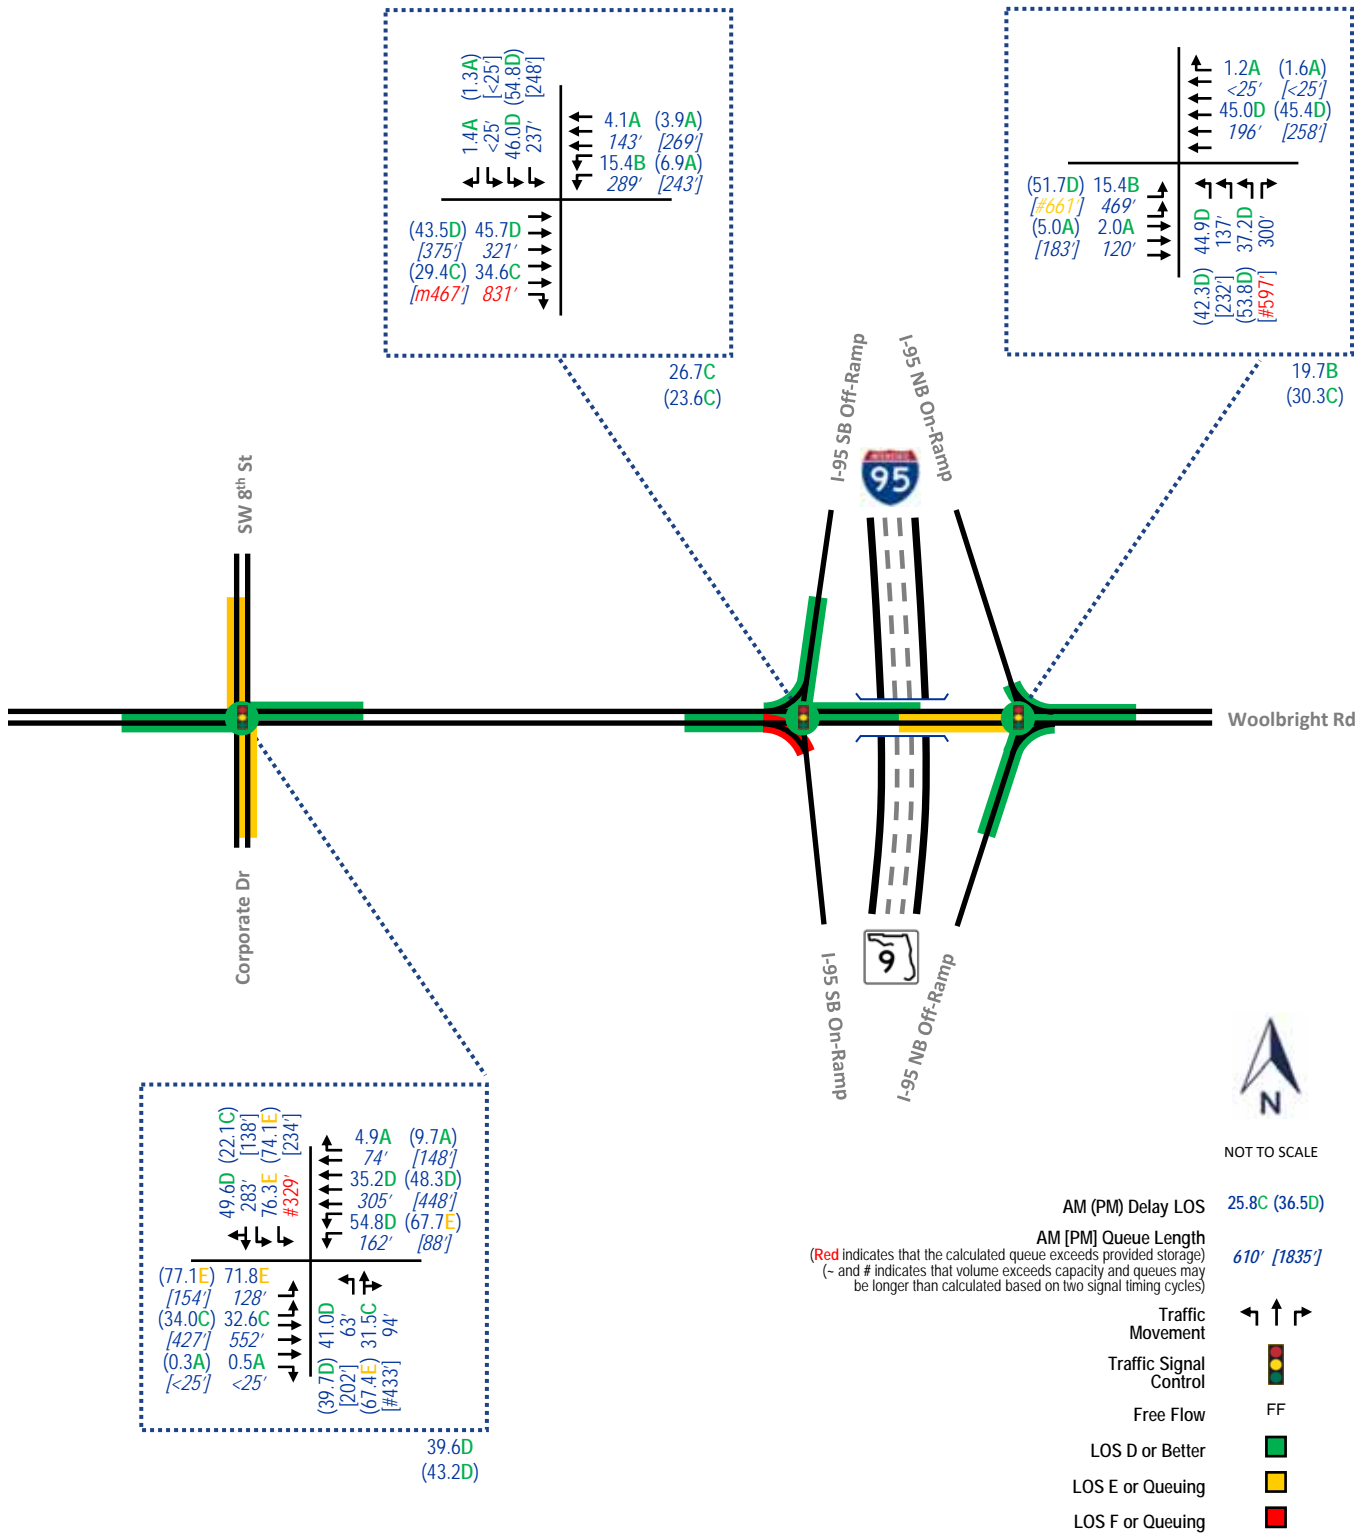 (1.3A)
[<25']
(54.8D)
[248']
1.4A
<25'
46.0D
237'
4.1A (3.9A)
143' [269']
15.4B (6.9A)
289' [243']
(43.5D) 45.7D
[375'] 321'
(29.4C) 34.6C
[m467'] 831'
26.7C
(23.6C)
1.2A (1.6A)
<25' [<25']
45.0D (45.4D)
196' [258']
(51.7D) 15.4B
[#661'] 469'
(5.0A) 2.0A
[183'] 120'
44.9D
137'
37.2D
300'
(42.3D)
[232']
(53.8D)
[#597']
19.7B
(30.3C)
I-95 SB Off-Ramp
I-95 NB On-Ramp
INTERSTATE
95
SW 8th St
Woolbright Rd
Corporate Dr
9
I-95 SB On-Ramp
I-95 NB Off-Ramp
(22.1C)
[138']
(74.1E)
[234']
49.6D
283'
76.3E
#329'
4.9A (9.7A)
74' [148']
35.2D (48.3D)
305' [448']
54.8D (67.7E)
162' [88']
(77.1E) 71.8E
[154'] 128'
(34.0C) 32.6C
[427'] 552'
(0.3A) 0.5A
[<25'] <25'
41.0D
63'
31.5C
94'
(39.7D)
[202']
(67.4E)
[#433']
39.6D
(43.2D)
N
NOT TO SCALE
AM (PM) Delay LOS 25.8C (36.5D)
AM [PM] Queue Length
(Red indicates that the calculated queue exceeds provided storage)
(~ and # indicates that volume exceeds capacity and queues may
be longer than calculated based on two signal timing cycles)
610' [1835']
Traffic
Movement
Traffic Signal
Control
Free Flow FF
LOS D or Better
LOS E or Queuing
LOS F or Queuing